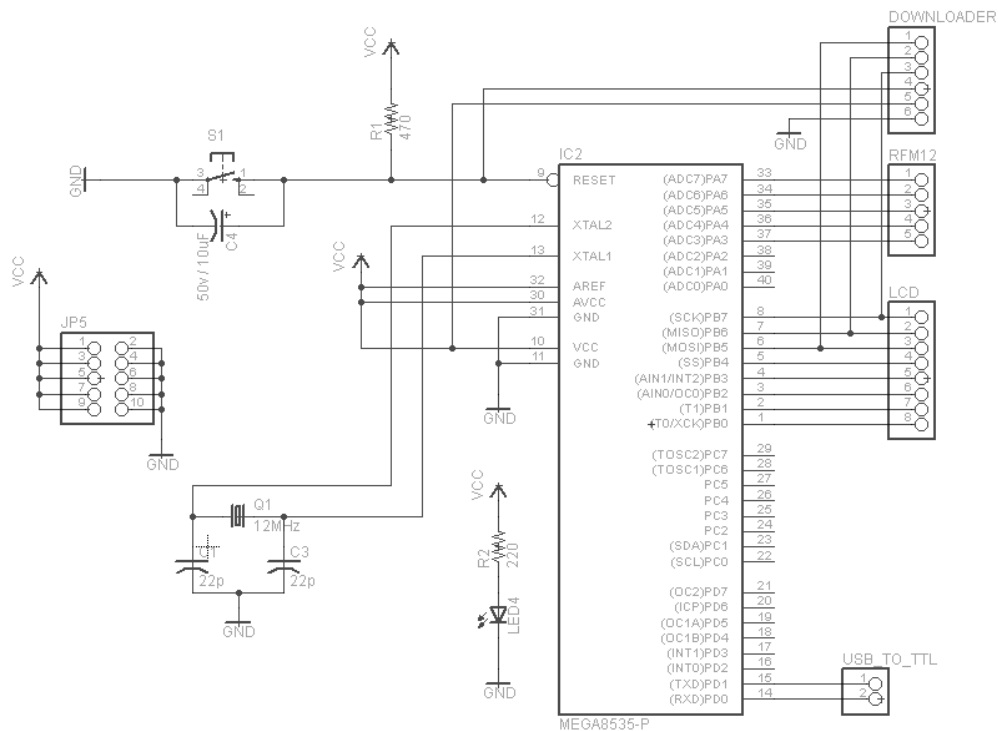 DOWNLOADER
1
2
3
4
5
6
GND
VCC
R1
470
S1
3
1
4
2
GND
50v / 10uF
C4
IC2
9 RESET
12 XTAL2
13 XTAL1
32 AREF
30 AVCC
31 GND
10 VCC
11 GND
(ADC7)PA7 33
(ADC6)PA6 34
(ADC5)PA5 35
(ADC4)PA4 36
(ADC3)PA3 37
(ADC2)PA2 38
(ADC1)PA1 39
(ADC0)PA0 40
(SCK)PB7 8
(MISO)PB6 7
(MOSI)PB5 6
(SS)PB4 5
(AIN1/INT2)PB3 4
(AIN0/OC0)PB2 3
(T1)PB1 2
(T0/XCK)PB0 1
(TOSC2)PC7 29
(TOSC1)PC6 28
PC5 27
PC4 26
PC3 25
PC2 24
(SDA)PC1 23
(SCL)PC0 22
(OC2)PD7 21
(ICP)PD6 20
(OC1A)PD5 19
(OC1B)PD4 18
(INT1)PD3 17
(INT0)PD2 16
(TXD)PD1 15
(RXD)PD0 14
MEGA8535-P
RFM12
1
2
3
4
5
LCD
1
2
3
4
5
6
7
8
USB_TO_TTL
1
2
VCC
GND
VCC
JP5
1 2
3 4
5 6
7 8
9 10
GND
Q1
12MHz
C3
22p
22p
GND
VCC
R2
220
LED4
GND